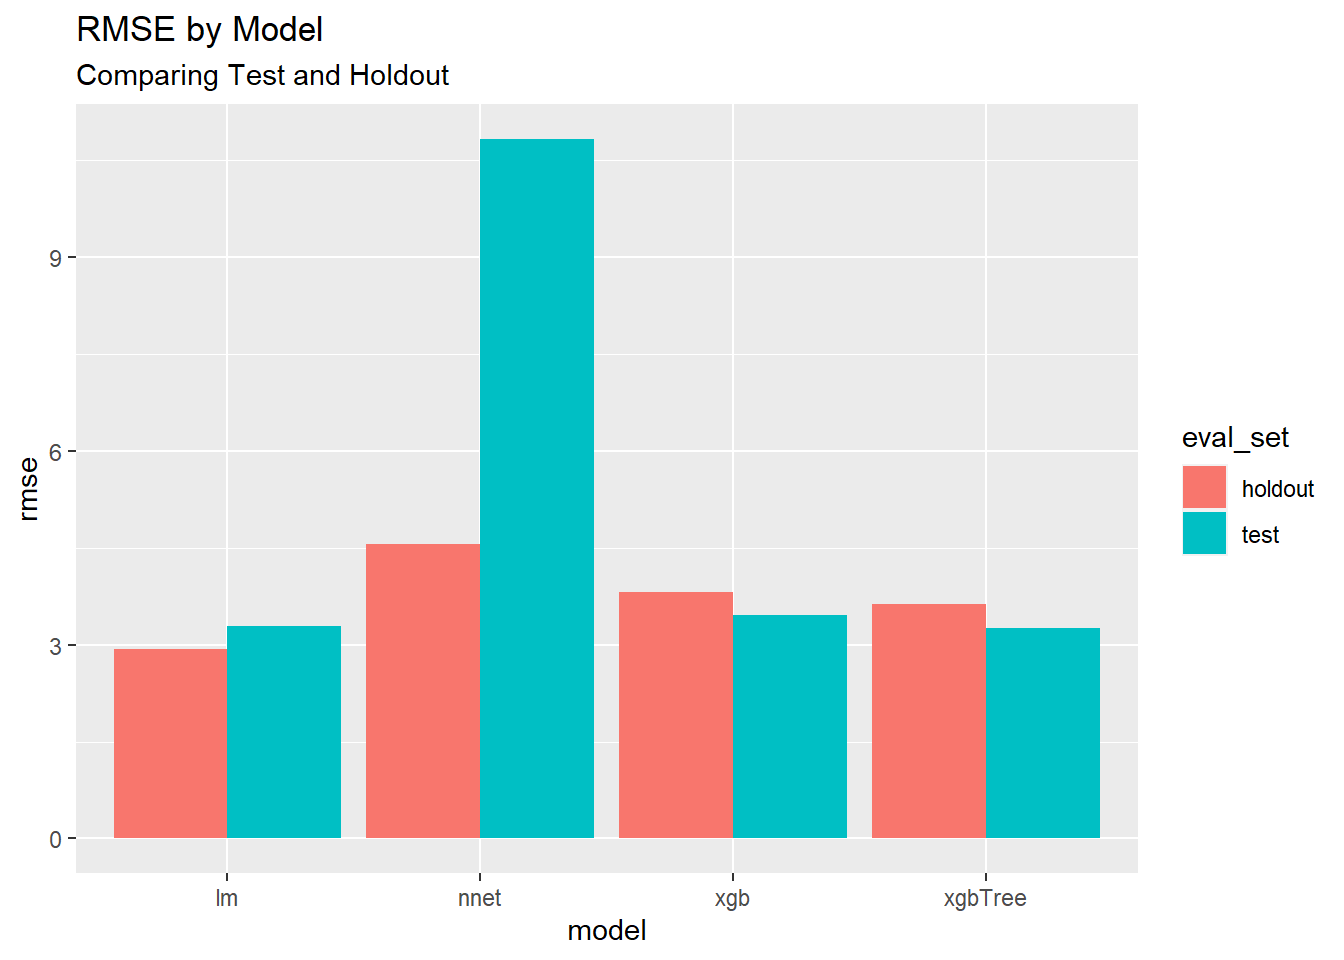 RMSE by Model
Comparing Test and Holdout
9
6
3
0
rmse
lm nnet xgb xgbTree
model
eval_set
holdout
test